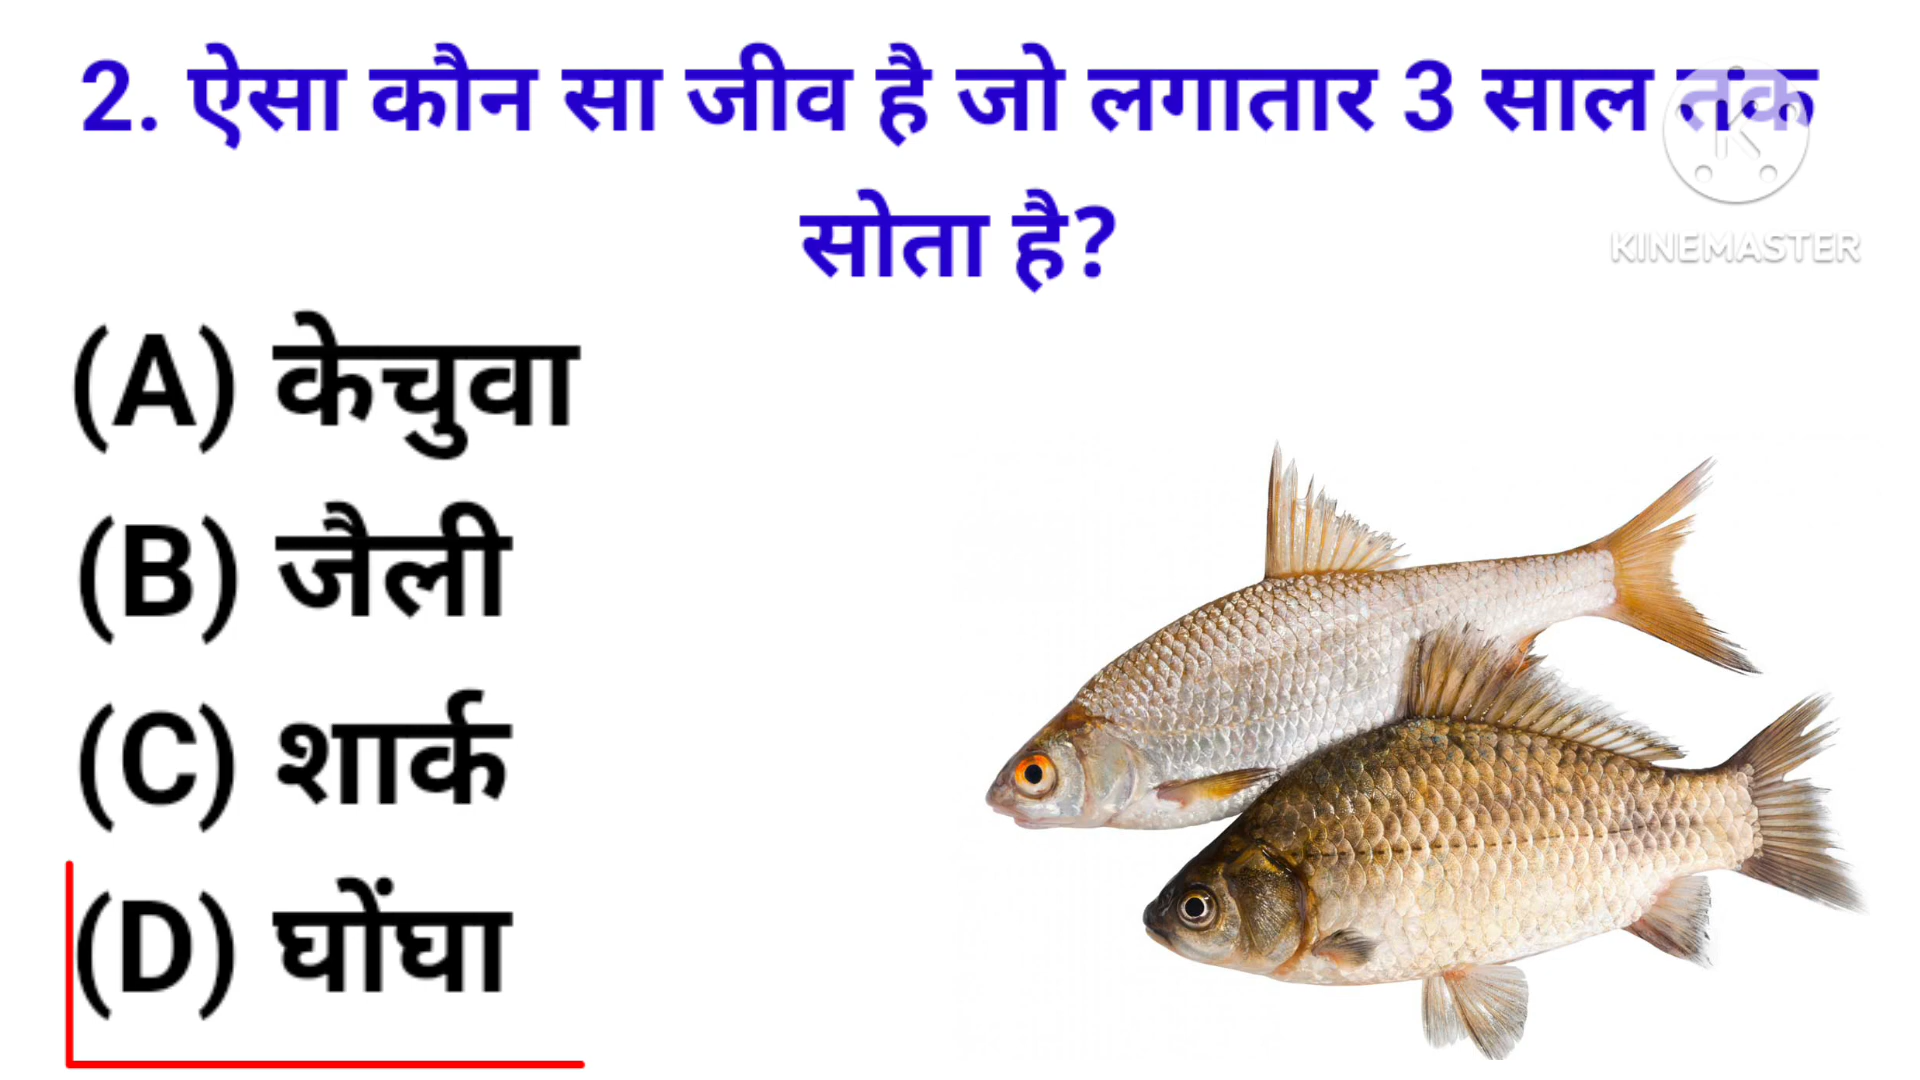 2. ऐसा कौन सा जीव है जो लगातार 3 साल तक
सोता है?
KINEMASTER
(A) केचुवा
(B) जैली
(C) शार्क
(D) घोंघा